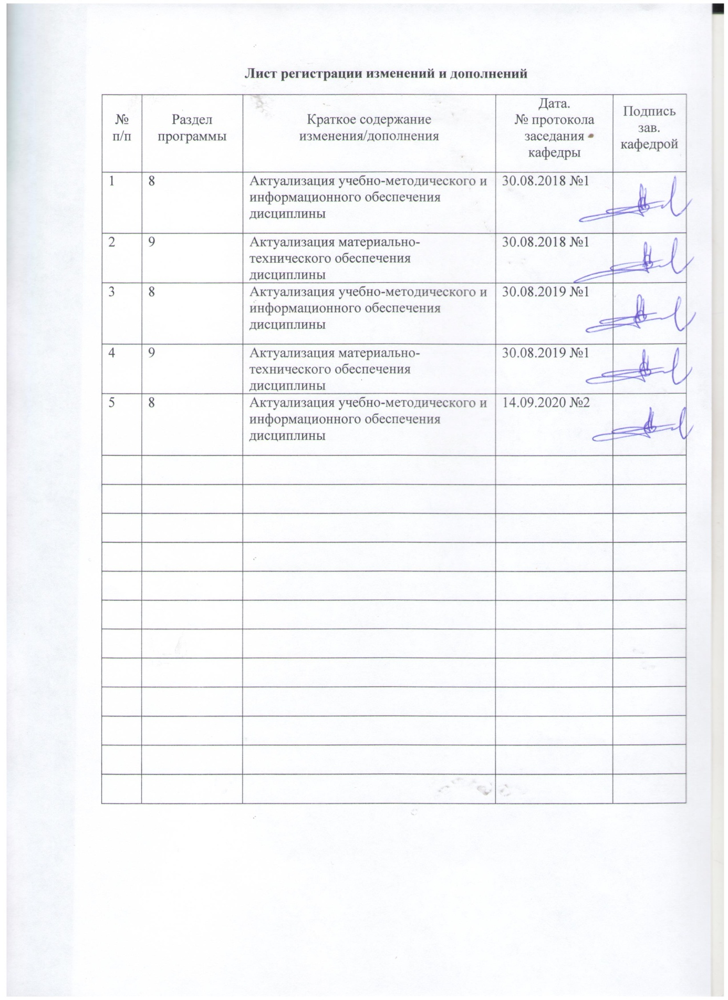 Лист регистрации изменений и дополнений
№
п/п
Раздел
программы
Краткое содержание
изменения/дополнения
Дата.
№ протокола
заседания
кафедры
Подпись
зав.
кафедрой
1
8
Актуализация учебно-методического и
информационного обеспечения
дисциплины
30.08.2018 №1
2
9
Актуализация материально-
технического обеспечения
дисциплины
30.08.2018 №1
3
8
Актуализация учебно-методического и
информационного обеспечения
дисциплины
30.08.2019 №1
4
9
Актуализация материально-
технического обеспечения
дисциплины
30.08.2019 №1
5
8
Актуализация учебно-методического и
информационного обеспечения
дисциплины
14.09.2020 №2